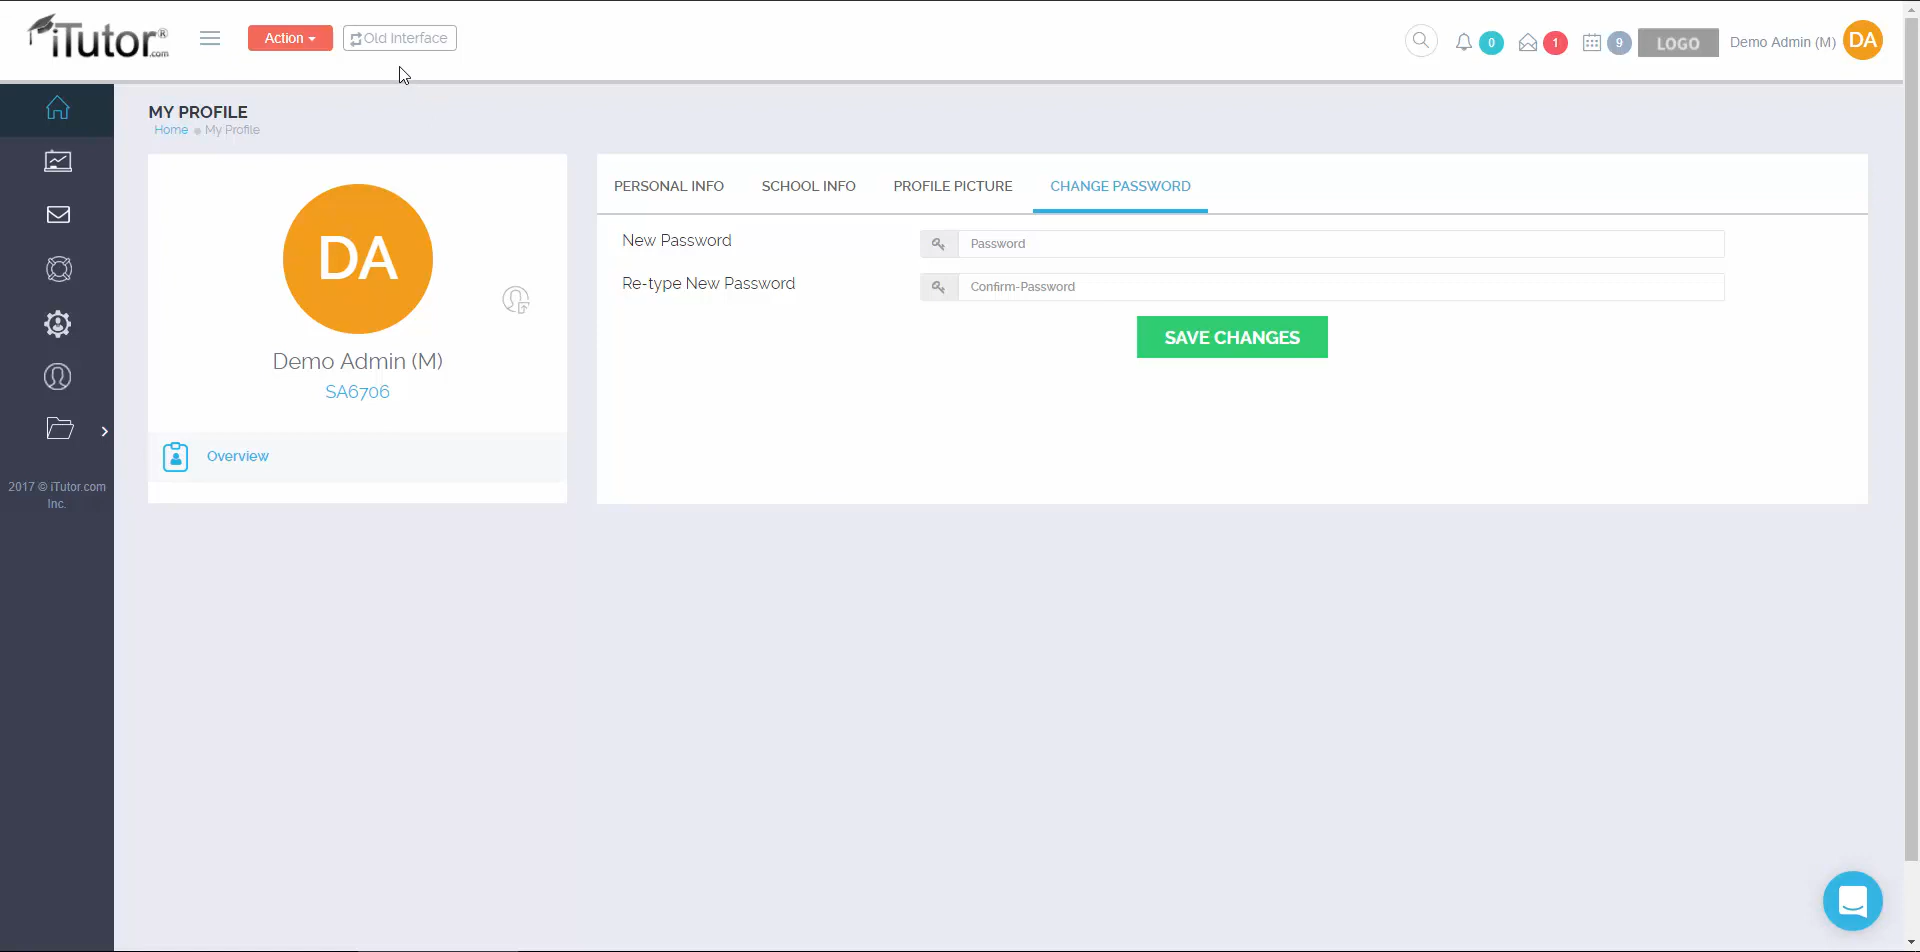 iTutor®.com
Action
Old Interface
0
1
9
LOGO
Demo Admin (M)
DA
MY PROFILE
Home
My Profile
DA
Demo Admin (M)
SA6706
Overview
PERSONAL INFO
SCHOOL INFO
PROFILE PICTURE
CHANGE PASSWORD
New Password
Password
Re-type New Password
Confirm-Password
SAVE CHANGES
2017 © iTutor.com
Inc.